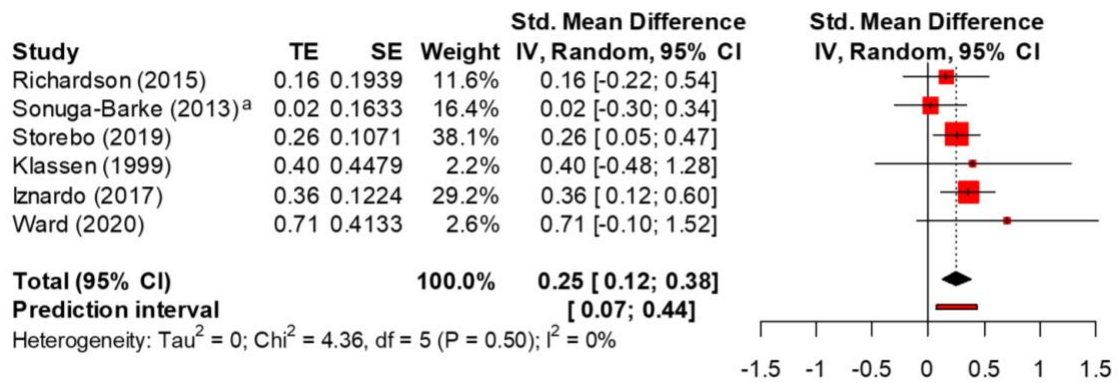 Std. Mean Difference Std. Mean Difference
Study TE SE Weight IV, Random, 95% CI IV, Random, 95% CI
Richardson (2015) 0.16 0.1939 11.6% 0.16 [-0.22; 0.54]
Sonuga-Barke (2013)ᵃ 0.02 0.1633 16.4% 0.02 [-0.30; 0.34]
Storebo (2019) 0.26 0.1071 38.1% 0.26 [0.05; 0.47]
Klassen (1999) 0.40 0.4479 2.2% 0.40 [-0.48; 1.28]
Iznardo (2017) 0.36 0.1224 29.2% 0.36 [0.12; 0.60]
Ward (2020) 0.71 0.4133 2.6% 0.71 [-0.10; 1.52]
Total (95% CI) 100.0% 0.25 [ 0.12; 0.38]
Prediction interval [ 0.07; 0.44]
Heterogeneity: Tau² = 0; Chi² = 4.36, df = 5 (P = 0.50); I² = 0%
-1.5 -1 -0.5 0 0.5 1 1.5